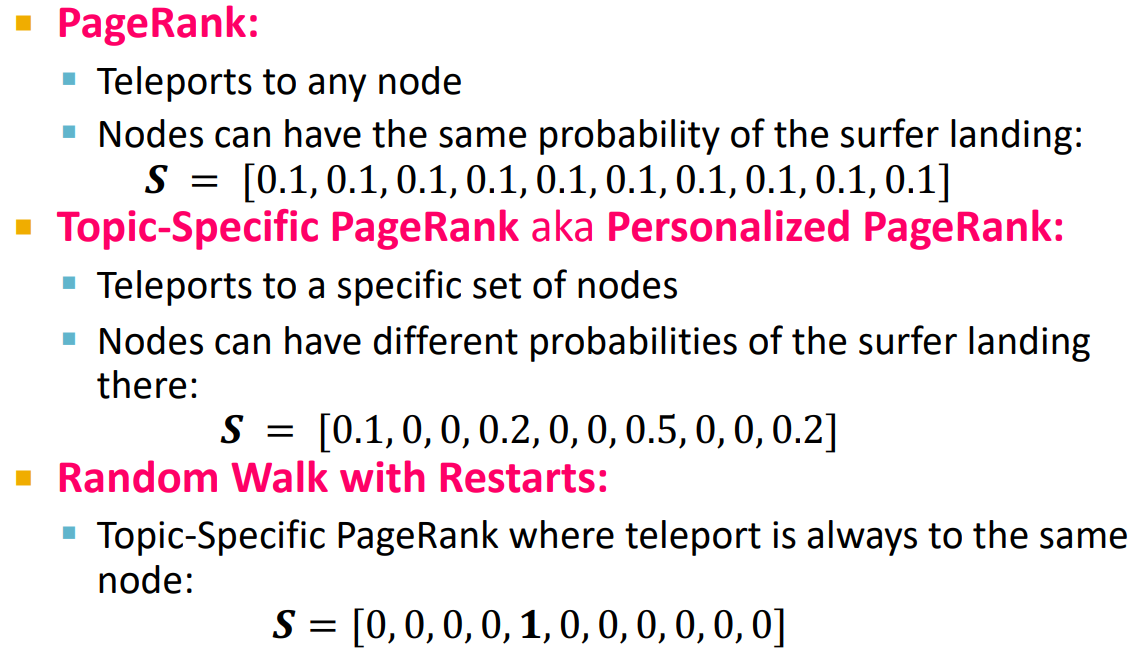 PageRank:
Teleports to any node
Nodes can have the same probability of the surfer landing:
S = [0.1, 0.1, 0.1, 0.1, 0.1, 0.1, 0.1, 0.1, 0.1, 0.1]
Topic-Specific PageRank aka Personalized PageRank:
Teleports to a specific set of nodes
Nodes can have different probabilities of the surfer landing
there:
S = [0.1, 0, 0, 0.2, 0, 0, 0.5, 0, 0, 0.2]
Random Walk with Restarts:
Topic-Specific PageRank where teleport is always to the same
node:
S = [0, 0, 0, 0, 1, 0, 0, 0, 0, 0, 0]